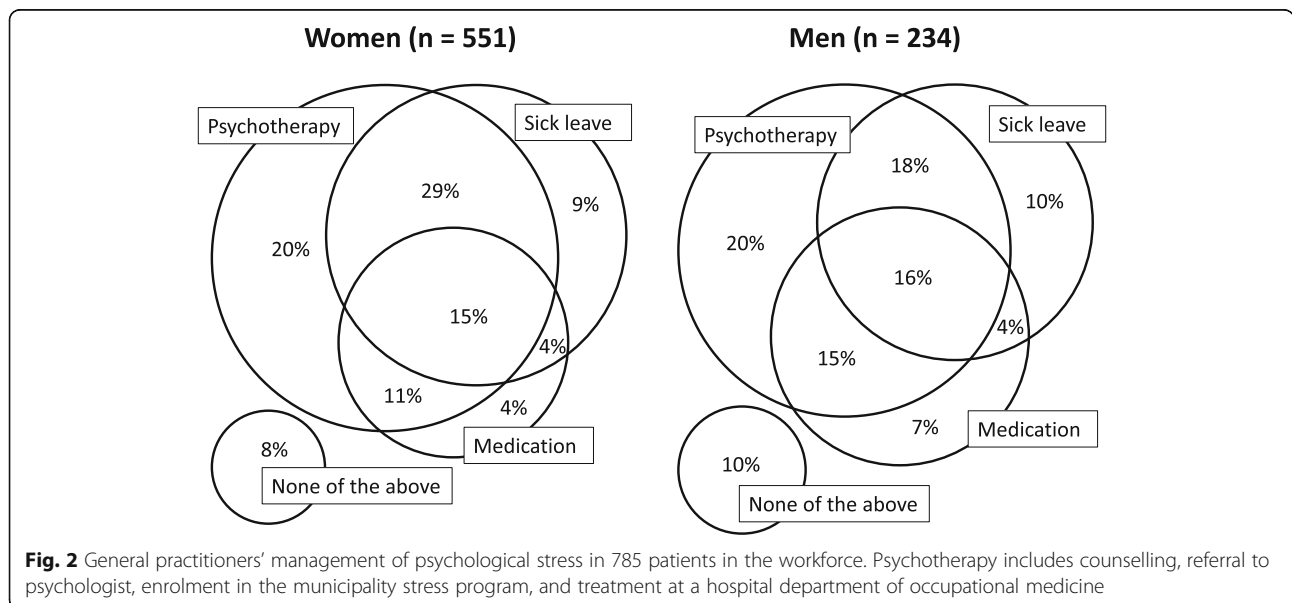 Women (n = 551)
Psychotherapy
Sick leave
29%
9%
20%
15%
4%
11%
4%
Medication
8%
None of the above
Men (n = 234)
Psychotherapy
Sick leave
18%
10%
20%
16%
4%
15%
7%
Medication
10%
None of the above
Fig. 2 General practitioners’ management of psychological stress in 785 patients in the workforce. Psychotherapy includes counselling, referral to
psychologist, enrolment in the municipality stress program, and treatment at a hospital department of occupational medicine